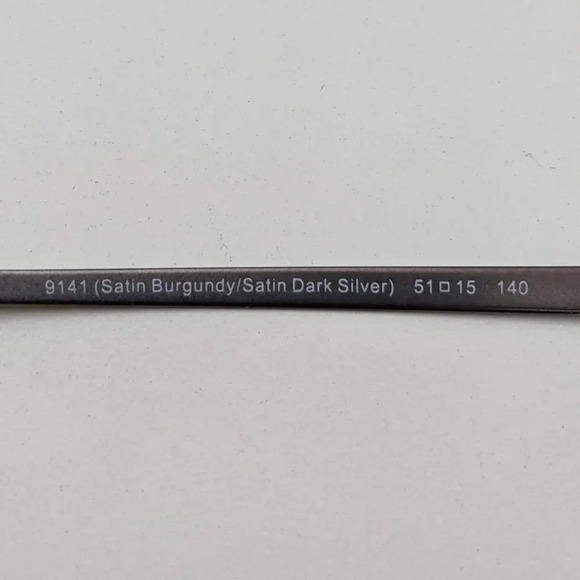 9141 (Satin Burgundy/Satin Dark Silver) 51□15 140